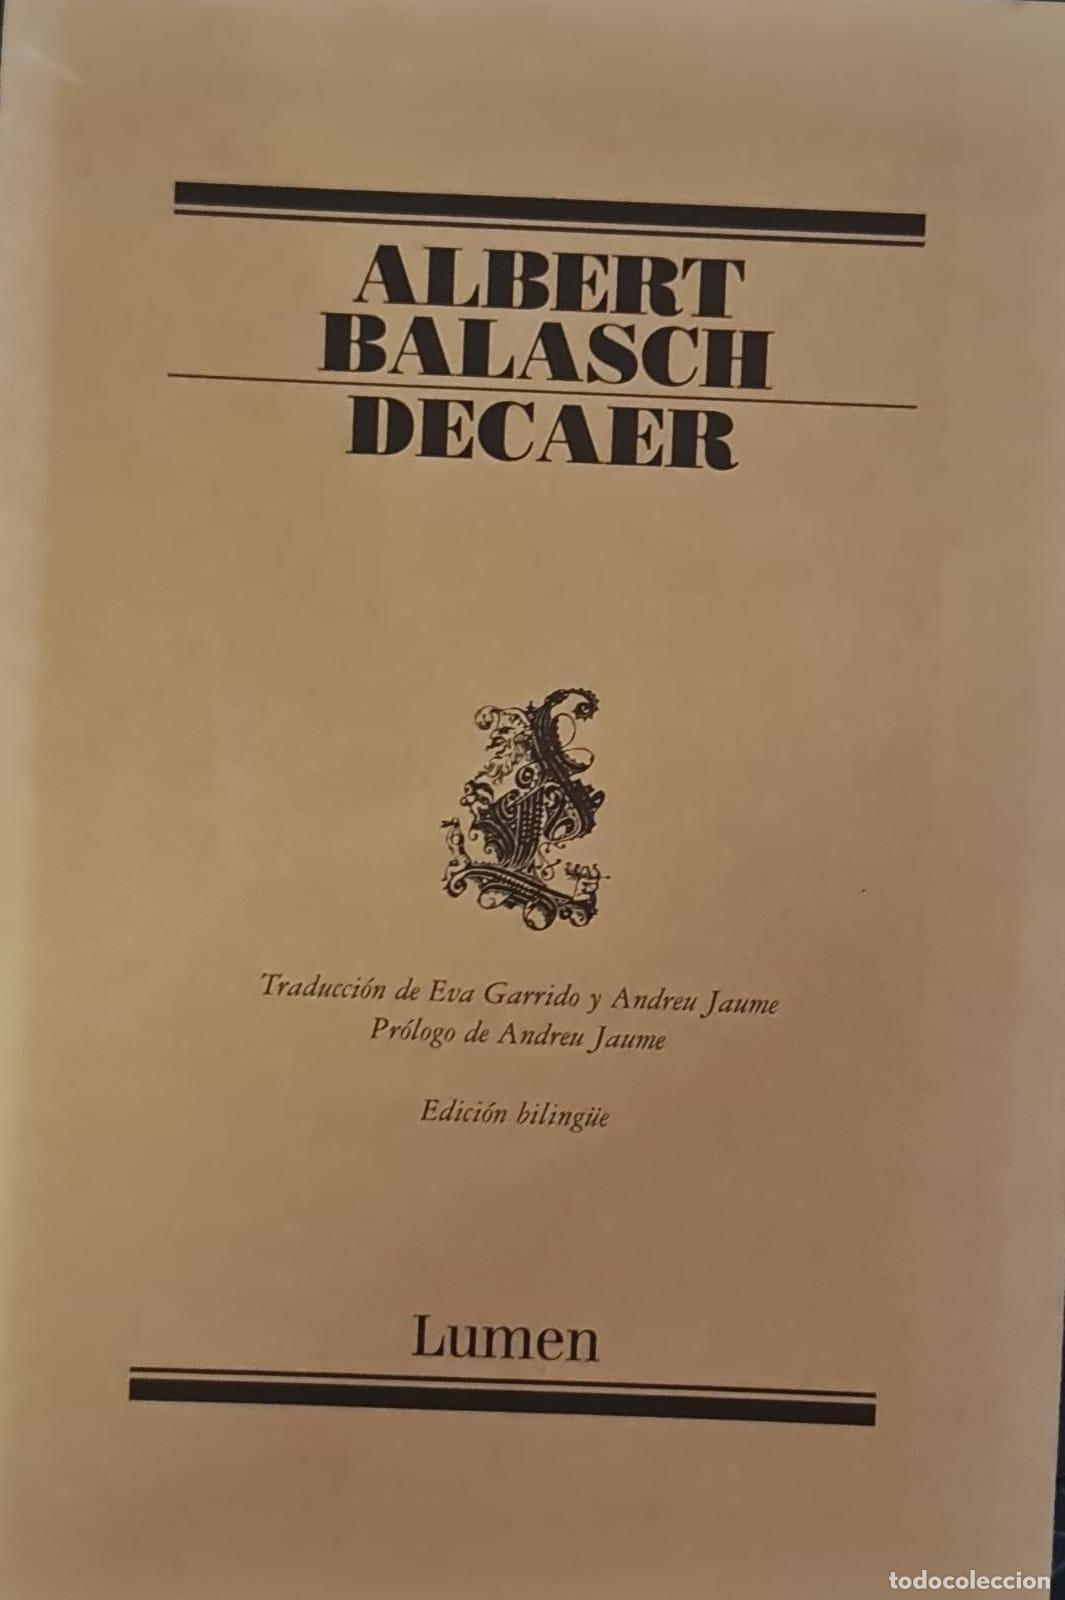 ALBERT
BALASCH
DECAER
Traducción de Eva Garrido y Andreu Jaume
Prólogo de Andreu Jaume
Edición bilingüe
Lumen
todocoleccion